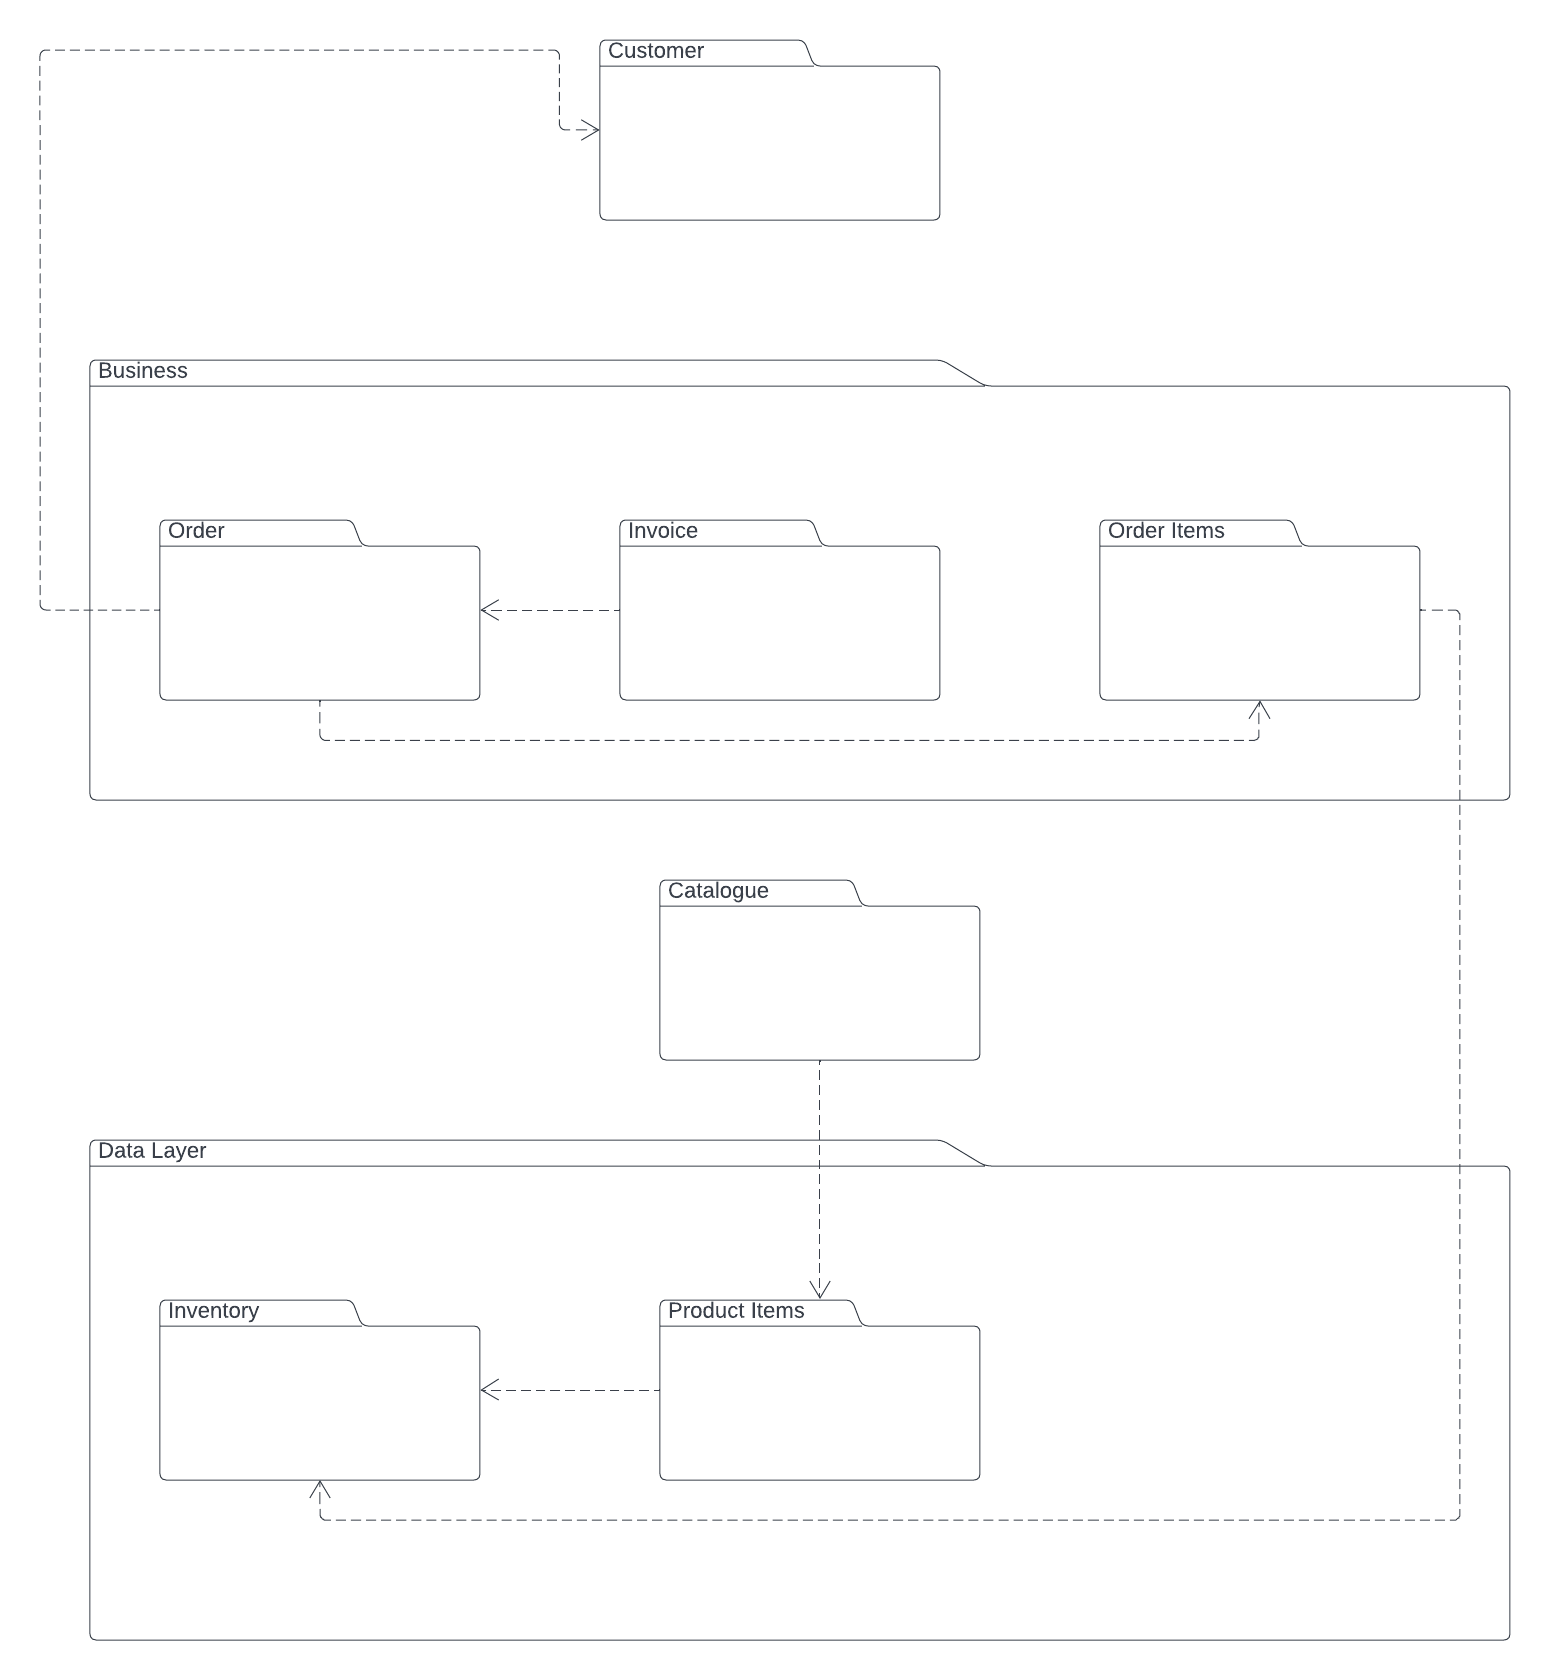 Customer
Business
Order
Invoice
Order Items
Catalogue
Data Layer
Inventory
Product Items